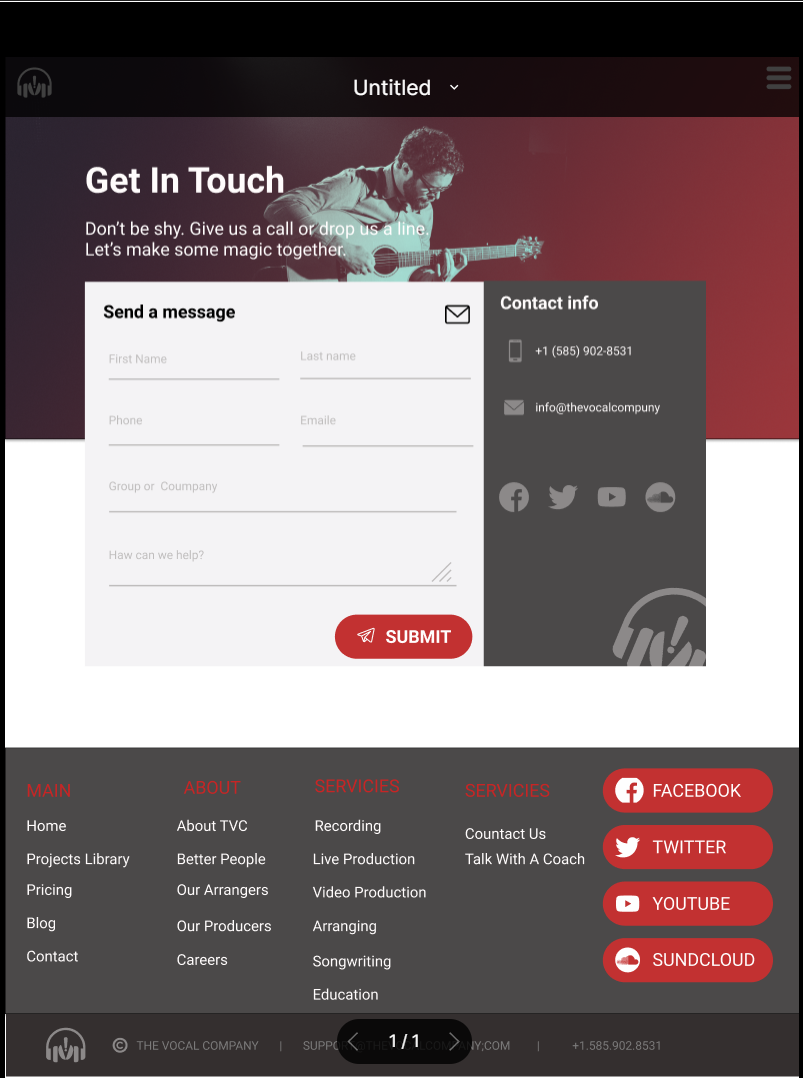 Untitled
Get In Touch
Don't be shy. Give us a call or drop us a line.
Let's make some magic together.
Send a message
First Name
Last name
Phone
Emaile
Group or Coumpany
Haw can we help?
SUBMIT
Contact info
+1 (585) 902-8531
info@thevocalcompuny
MAIN
Home
Projects Library
Pricing
Blog
Contact
ABOUT
About TVC
Better People
Our Arrangers
Our Producers
Careers
SERVICIES
Recording
Live Production
Video Production
Arranging
Songwriting
Education
SERVICIES
Countact Us
Talk With A Coach
FACEBOOK
TWITTER
YOUTUBE
SUNDCLOUD
© THE VOCAL COMPANY | SUPPORT@THEVOCALCOMPANY;COM | +1.585.902.8531
1 / 1